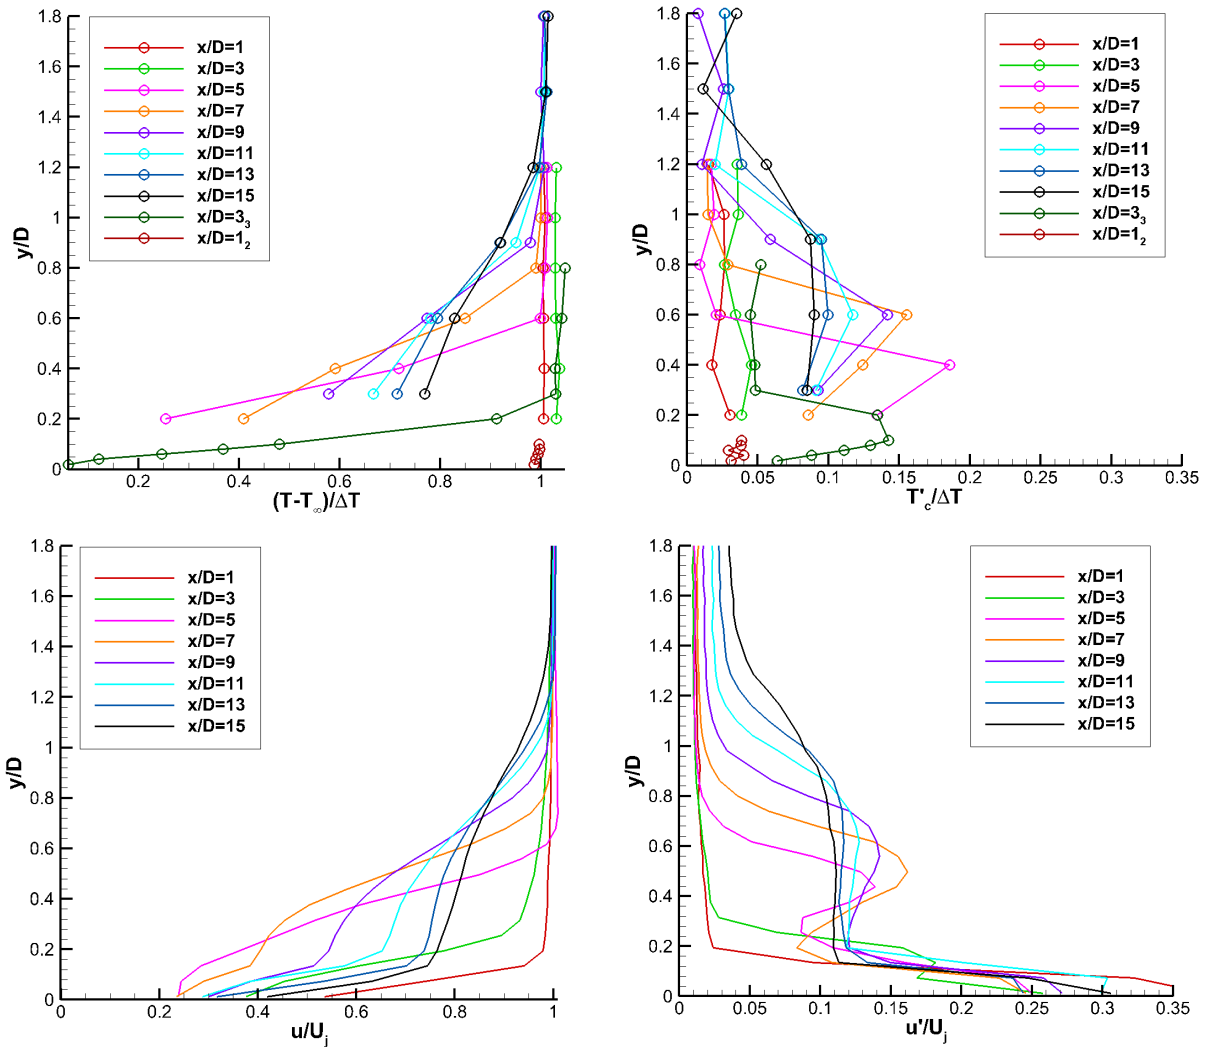 1.8
1.6
1.4
1.2
1
0.8
0.6
0.4
0.2
0
y/D
0.2
0.4
0.6
0.8
1
(T-T∞)/ΔT
x/D=1
x/D=3
x/D=5
x/D=7
x/D=9
x/D=11
x/D=13
x/D=15
x/D=3₃
x/D=1₂
1.8
1.6
1.4
1.2
1
0.8
0.6
0.4
0.2
0
y/D
0
0.05
0.1
0.15
0.2
0.25
0.3
0.35
T'c/ΔT
x/D=1
x/D=3
x/D=5
x/D=7
x/D=9
x/D=11
x/D=13
x/D=15
x/D=3₃
x/D=1₂
1.8
1.6
1.4
1.2
1
0.8
0.6
0.4
0.2
0
y/D
0
0.2
0.4
0.6
0.8
1
u/Uj
x/D=1
x/D=3
x/D=5
x/D=7
x/D=9
x/D=11
x/D=13
x/D=15
1.8
1.6
1.4
1.2
1
0.8
0.6
0.4
0.2
0
y/D
0
0.05
0.1
0.15
0.2
0.25
0.3
0.35
u'/Uj
x/D=1
x/D=3
x/D=5
x/D=7
x/D=9
x/D=11
x/D=13
x/D=15